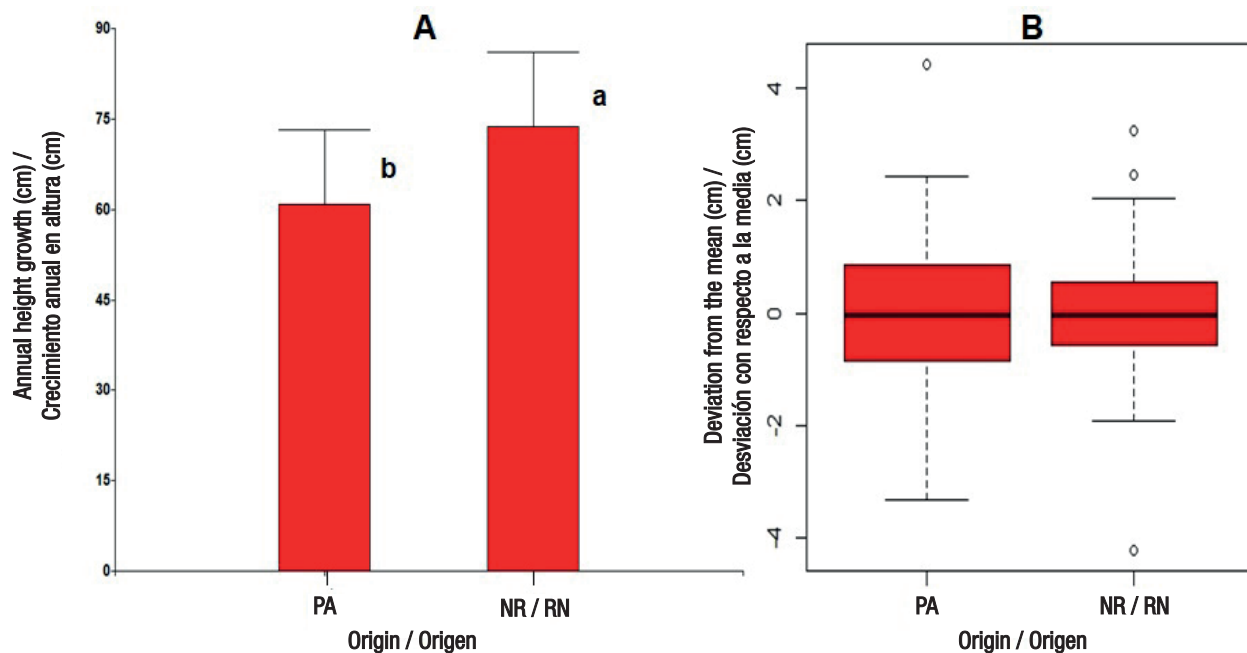 A
Annual height growth (cm) /
Crecimiento anual en altura (cm)
90
75
60
45
30
15
0
b
a
PA
NR / RN
Origin / Origen
B
Deviation from the mean (cm) /
Desviación con respecto a la media (cm)
4
2
0
-2
-4
PA
NR / RN
Origin / Origen